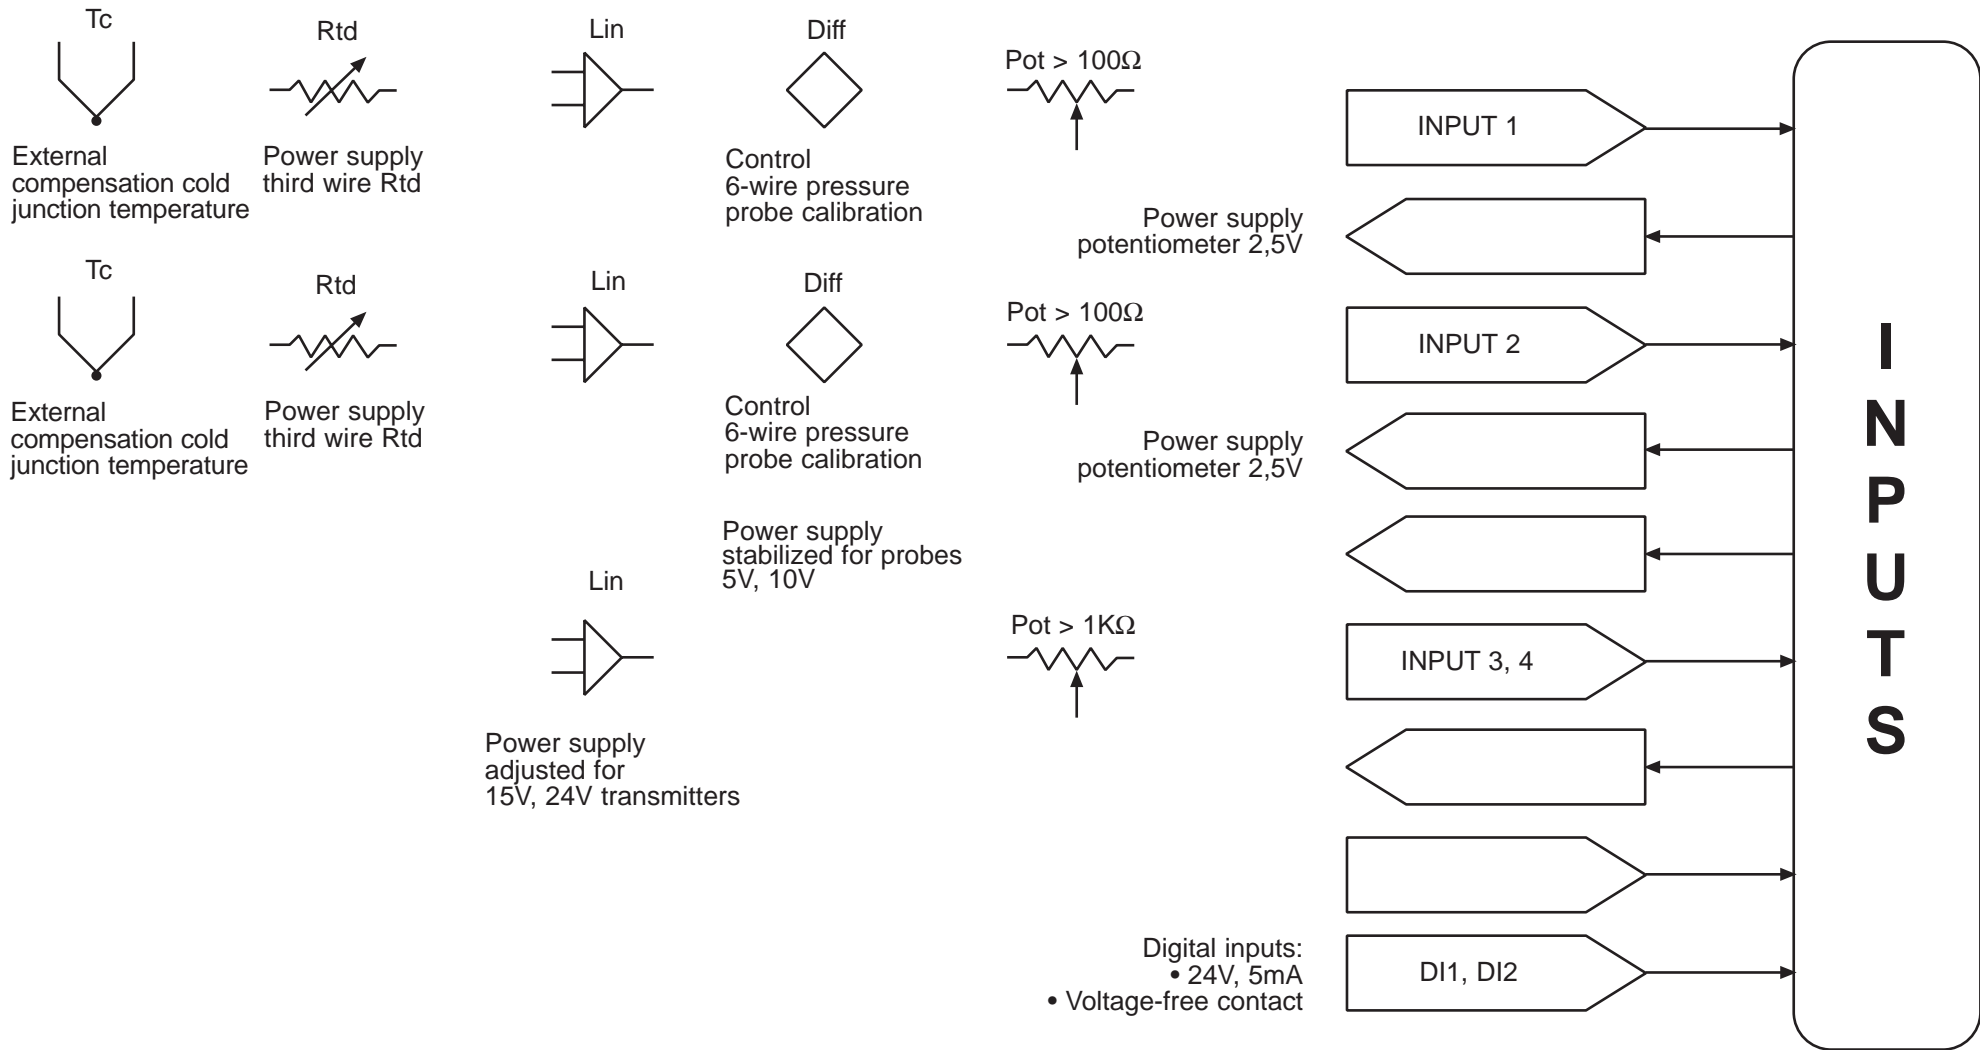 Tc
Rtd
Lin
Diff
Pot > 100Ω
INPUT 1
External
compensation cold
junction temperature
Power supply
third wire Rtd
Control
6-wire pressure
probe calibration
Power supply
potentiometer 2,5V
Tc
Rtd
Lin
Diff
Pot > 100Ω
INPUT 2
External
compensation cold
junction temperature
Power supply
third wire Rtd
Control
6-wire pressure
probe calibration
Power supply
potentiometer 2,5V
Power supply
stabilized for probes
5V, 10V
Lin
Pot > 1KΩ
INPUT 3, 4
Power supply
adjusted for
15V, 24V transmitters
Digital inputs:
• 24V, 5mA
• Voltage-free contact
DI1, DI2
INPUTS